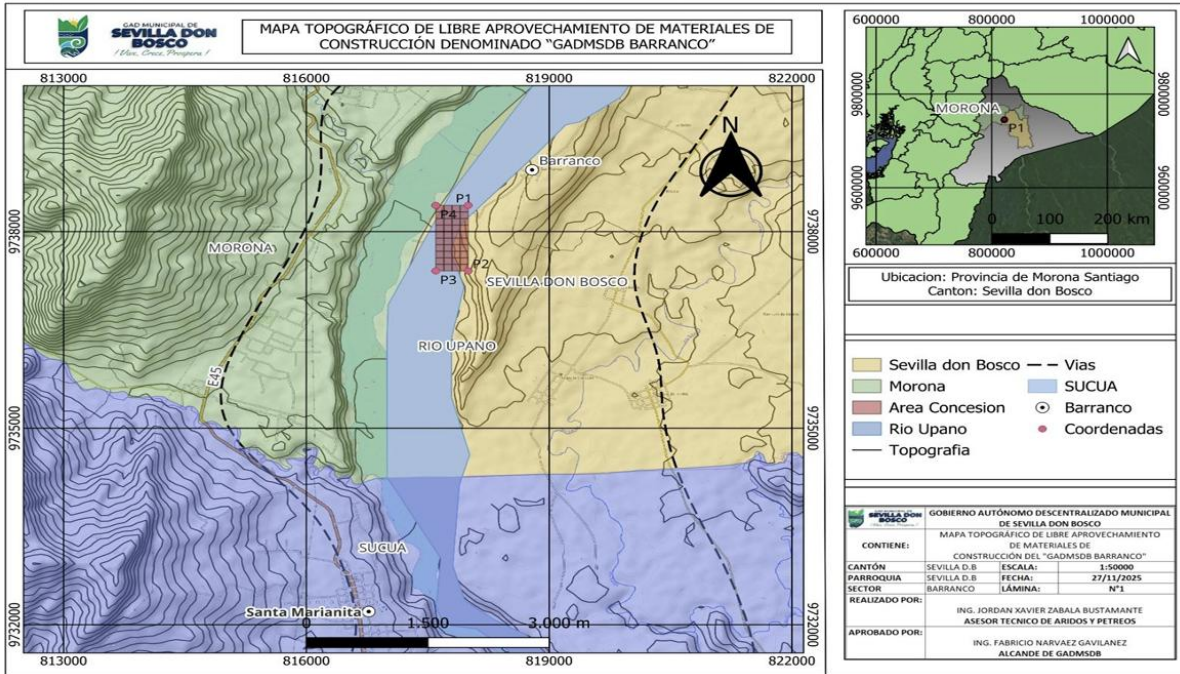 GAD MUNICIPAL DE
SEVILLA DON
BOSCO
¡ Vive, Crece, Prospera !
MAPA TOPOGRÁFICO DE LIBRE APROVECHAMIENTO DE MATERIALES DE
CONSTRUCCIÓN DENOMINADO “GADMSDB BARRANCO”
813000 816000 819000 822000
9738000
9735000
9732000
9738000
9735000
9732000
813000 816000 819000 822000
N
Barranco
P1
P4
P2
P3
MORONA
SEVILLA DON BOSCO
RIO UPANO
E45
SUCUA
Santa Marianita
0 1.500 3.000 m
600000 800000 1000000
9800000
9600000
9800000
9600000
MORONA
P1
0 100 200 km
600000 800000 1000000
Ubicacion: Provincia de Morona Santiago
Canton: Sevilla don Bosco
Sevilla don Bosco
Morona
Area Concesion
Rio Upano
Topografia
Vias
SUCUA
Barranco
Coordenadas
SEVILLA DON
BOSCO
GOBIERNO AUTÓNOMO DESCENTRALIZADO MUNICIPAL
DE SEVILLA DON BOSCO
CONTIENE:
MAPA TOPOGRÁFICO DE LIBRE APROVECHAMIENTO
DE MATERIALES DE
CONSTRUCCIÓN DEL "GADMSDB BARRANCO"
CANTÓN SEVILLA D.B ESCALA: 1:50000
PARROQUIA SEVILLA D.B FECHA: 27/11/2025
SECTOR BARRANCO LÁMINA: N°1
REALIZADO POR:
ING. JORDAN XAVIER ZABALA BUSTAMANTE
ASESOR TECNICO DE ARIDOS Y PETREOS
APROBADO POR:
ING. FABRICIO NARVAEZ GAVILANEZ
ALCANDE DE GADMSDB